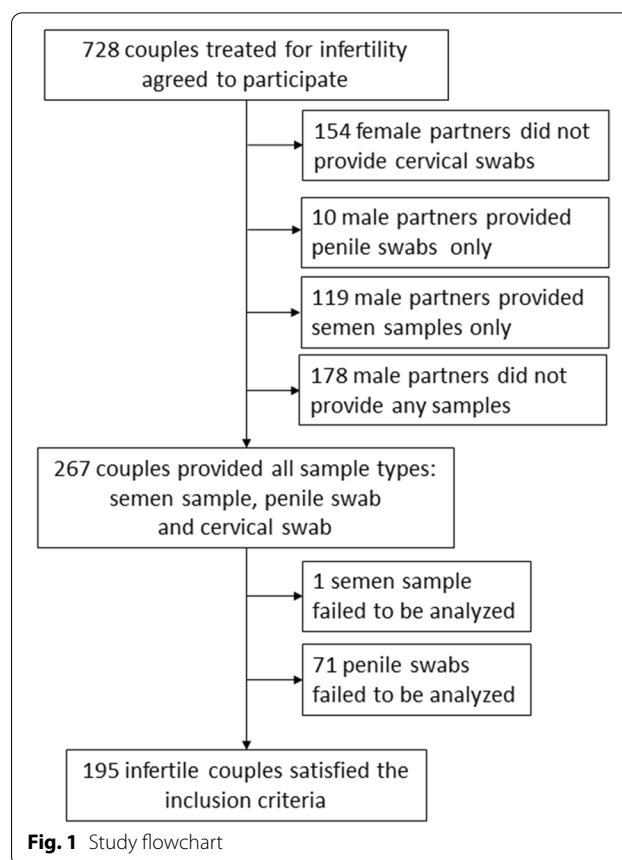 728 couples treated for infertility
agreed to participate
154 female partners did not
provide cervical swabs
10 male partners provided
penile swabs only
119 male partners provided
semen samples only
178 male partners did not
provide any samples
267 couples provided all sample types:
semen sample, penile swab
and cervical swab
1 semen sample
failed to be analyzed
71 penile swabs
failed to be analyzed
195 infertile couples satisfied the
inclusion criteria
Fig. 1 Study flowchart